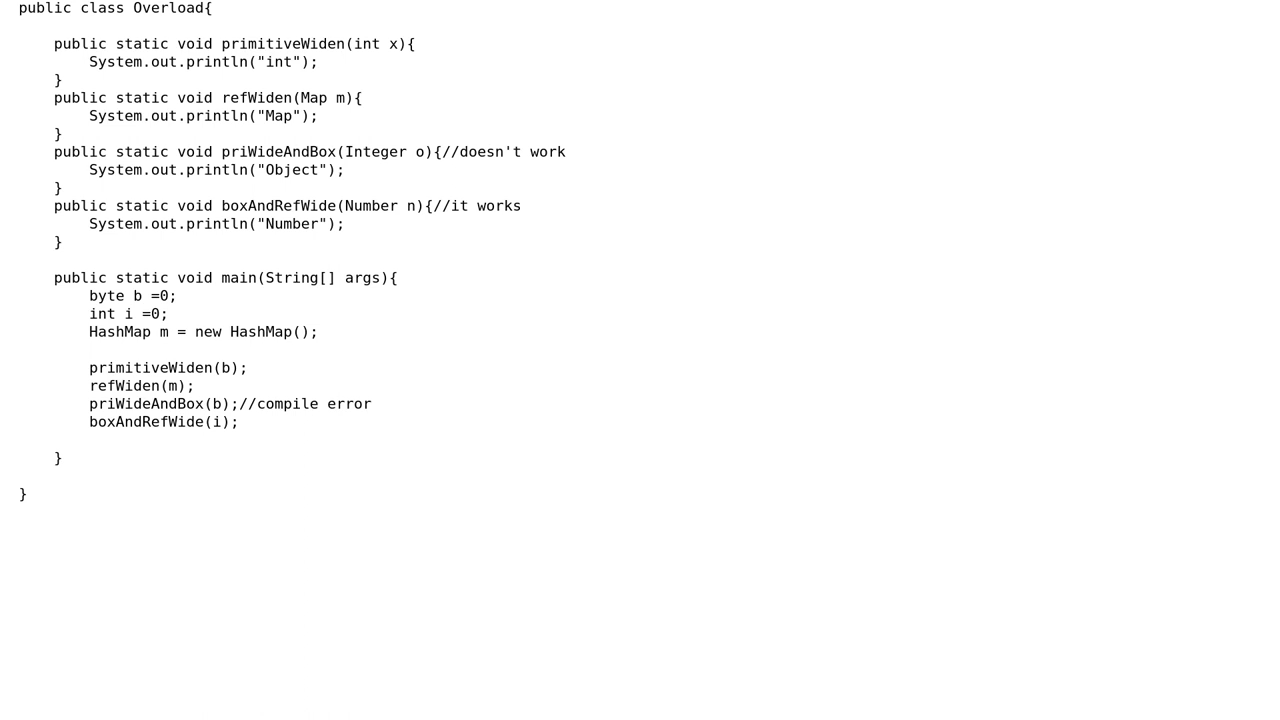 public class Overload{
    public static void primitiveWiden(int x){
        System.out.println("int");
    }
    public static void refWiden(Map m){
        System.out.println("Map");
    }
    public static void priWideAndBox(Integer o){//doesn't work
        System.out.println("Object");
    }
    public static void boxAndRefWide(Number n){//it works
        System.out.println("Number");
    }
    public static void main(String[] args){
        byte b =0;
        int i =0;
        HashMap m = new HashMap();
        primitiveWiden(b);
        refWiden(m);
        priWideAndBox(b);//compile error
        boxAndRefWide(i);
    }
}